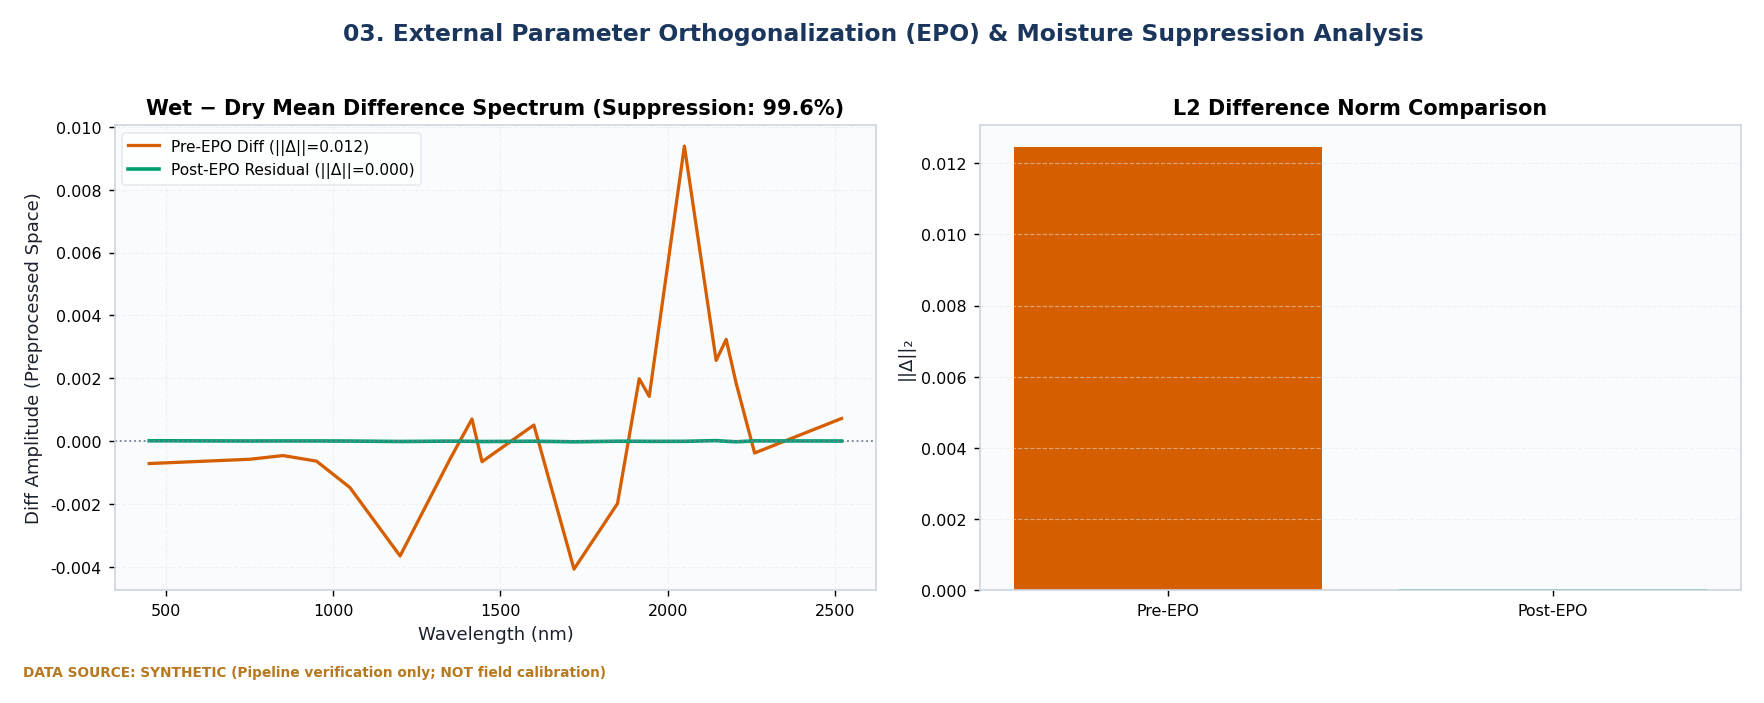 03. External Parameter Orthogonalization (EPO) & Moisture Suppression Analysis
Wet − Dry Mean Difference Spectrum (Suppression: 99.6%)
Pre-EPO Diff (||Δ||=0.012)
Post-EPO Residual (||Δ||=0.000)
Diff Amplitude (Preprocessed Space)
0.010
0.008
0.006
0.004
0.002
0.000
-0.002
-0.004
500 1000 1500 2000 2500
Wavelength (nm)
L2 Difference Norm Comparison
||Δ||₂
0.012
0.010
0.008
0.006
0.004
0.002
0.000
Pre-EPO Post-EPO
DATA SOURCE: SYNTHETIC (Pipeline verification only; NOT field calibration)